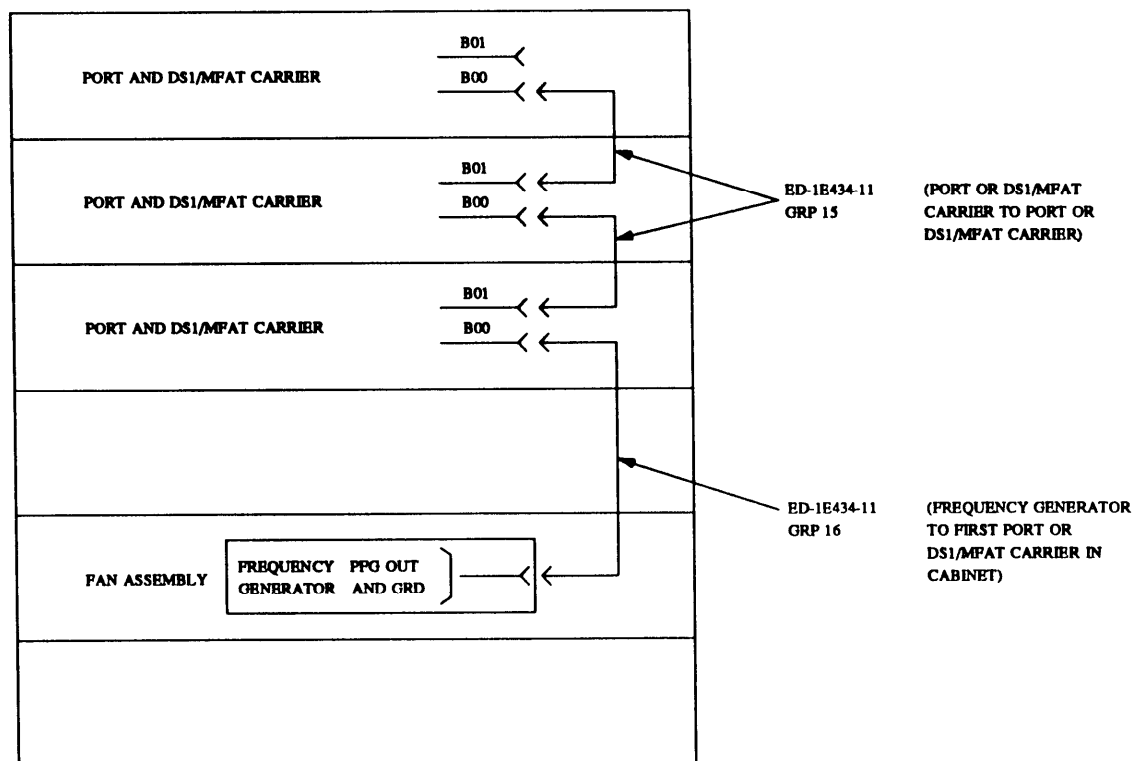 B01
PORT AND DS1/MFAT CARRIER
B00
B01
PORT AND DS1/MFAT CARRIER
B00
ED-1E434-11
GRP 15
(PORT OR DS1/MFAT
CARRIER TO PORT OR
DS1/MFAT CARRIER)
B01
PORT AND DS1/MFAT CARRIER
B00
ED-1E434-11
GRP 16
(FREQUENCY GENERATOR
TO FIRST PORT OR
DS1/MFAT CARRIER IN
CABINET)
FAN ASSEMBLY
FREQUENCY PPG OUT
GENERATOR AND GRD